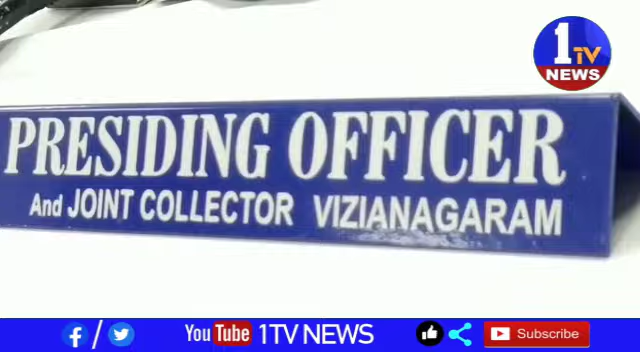 1TV
NEWS
PRESIDING OFFICER
And JOINT COLLECTOR VIZIANAGARAM
f/ YouTube 1TV NEWS Subscribe